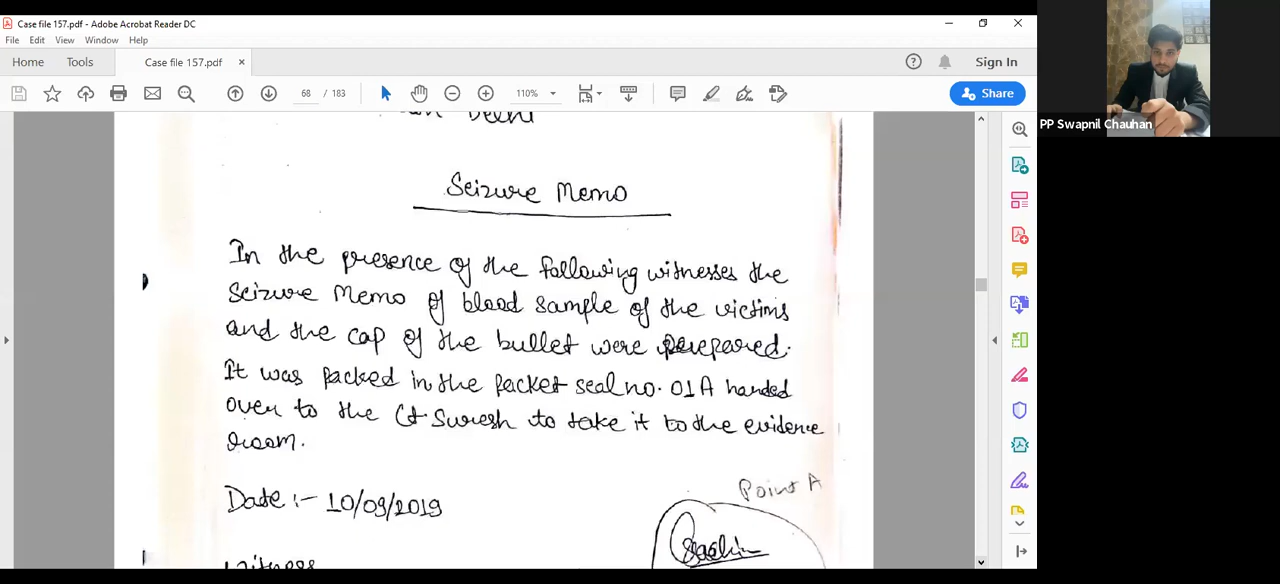 Case file 157.pdf - Adobe Acrobat Reader DC
File Edit View Window Help
Home Tools Case file 157.pdf × Sign In
68 / 183 110% Share
PP Swapnil Chauhan
Delhi
Seizure Memo
In the presence of the following witnesses the
Seizure Memo of blood sample of the victims
and the cap of the bullet were prepared.
It was packed in the packet seal no. 01A handed
over to the Ct. Suresh to take it to the evidence
room.
Date :- 10/09/2019
Point A
Sachin
Witness